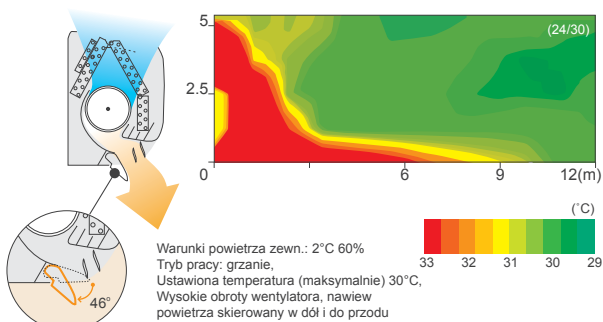 5.
(24/30)
2.5
0
6
9
12(m)
(˚C)
33 32 31 30 29
46°
Warunki powietrza zewn.: 2°C 60%
Tryb pracy: grzanie,
Ustawiona temperatura (maksymalnie) 30°C,
Wysokie obroty wentylatora, nawiew
powietrza skierowany w dół i do przodu